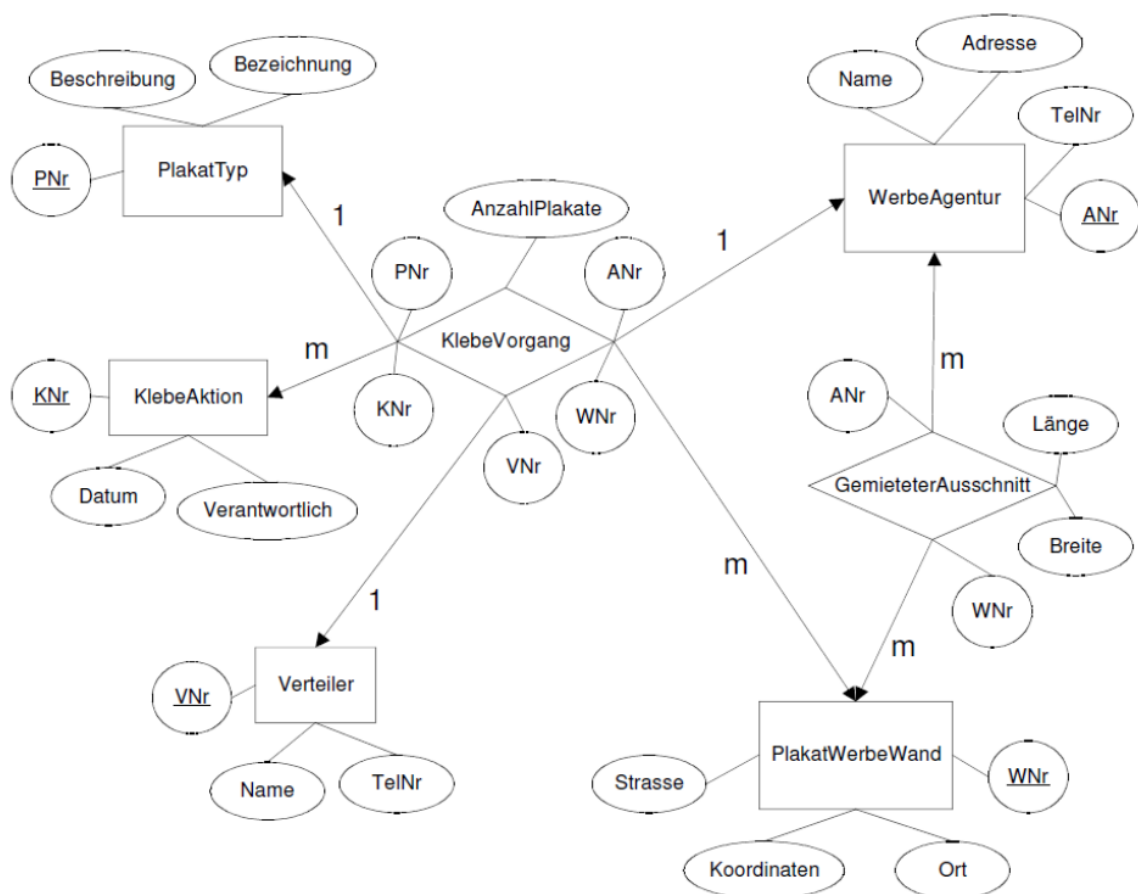 Adresse
Bezeichnung
Beschreibung
Name
TelNr
PlakatTyp
PNr
WerbeAgentur
AnzahlPlakate
ANr
1
1
PNr
ANr
KlebeVorgang
m
m
KNr
KlebeAktion
ANr
KNr
WNr
Länge
VNr
GemieteterAusschnitt
Datum
Verantwortlich
Breite
m
1
WNr
m
Verteiler
VNr
PlakatWerbeWand
Name
TelNr
Strasse
WNr
Koordinaten
Ort